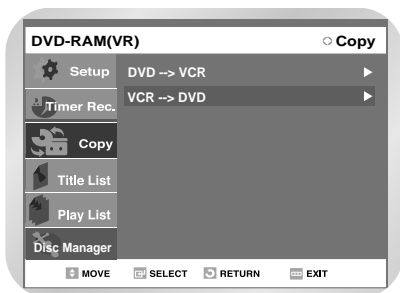 DVD-RAM(VR)
Copy
Setup
DVD --> VCR
Timer Rec.
VCR --> DVD
Copy
Title List
Play List
Disc Manager
MOVE SELECT RETURN EXIT